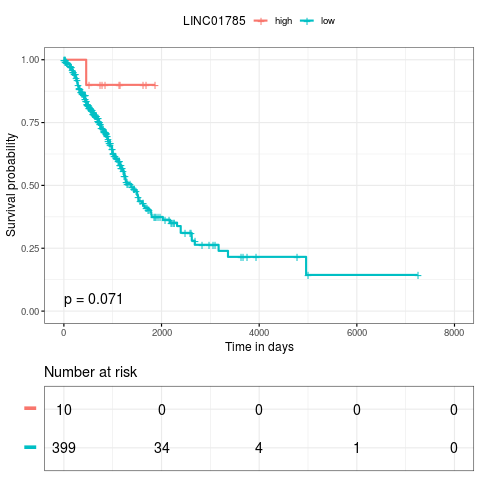 LINC01785 high low
1.00
0.75
0.50
0.25
0.00
Survival probability
p = 0.071
0 2000 4000 6000 8000
Time in days
Number at risk
10 0 0 0 0
399 34 4 1 0